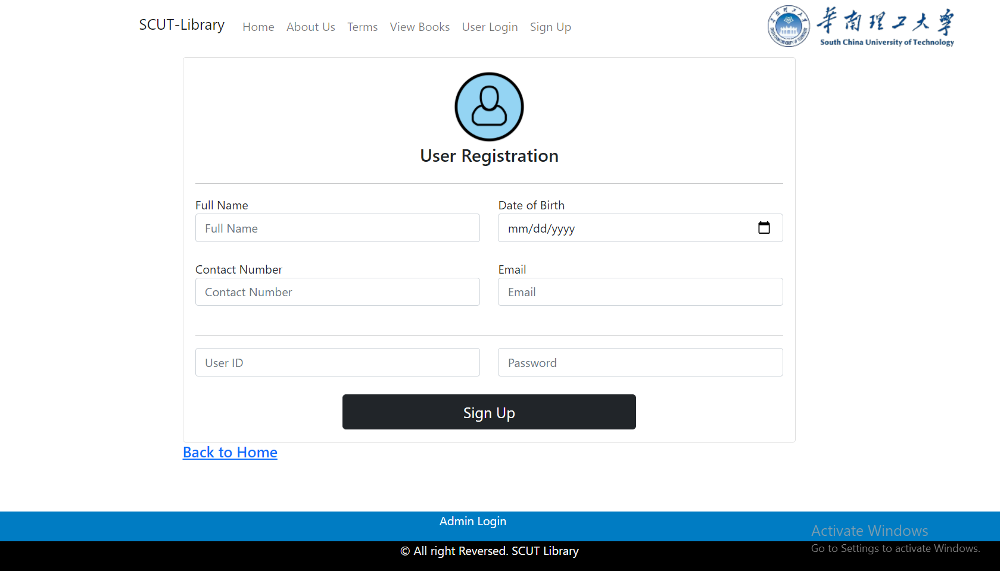 SCUT-Library Home About Us Terms View Books User Login Sign Up
華南理工大學
South China University of Technology
User Registration
Full Name Date of Birth
Full Name mm/dd/yyyy
Contact Number Email
Contact Number Email
User ID Password
Sign Up
Back to Home
Admin Login
Activate Windows
Go to Settings to activate Windows.
© All right Reversed. SCUT Library